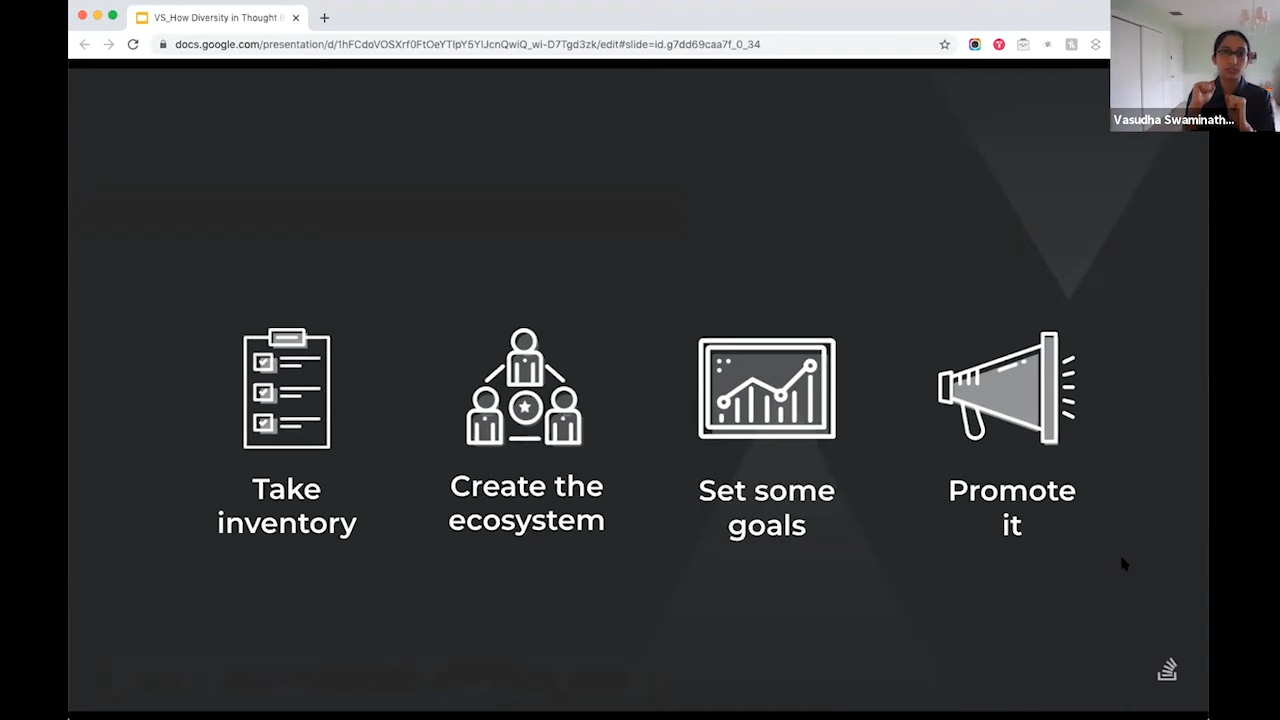 VS_How Diversity in Thought
docs.google.com/presentation/d/1hFCdoVOSXrf0FtOeYTlpY5YlJcnQwiQ_wi-D7Tgd3zk/edit#slide=id.g7dd69caa7f_0_34
Vasudha Swaminath...
Take
inventory
Create the
ecosystem
Set some
goals
Promote
it